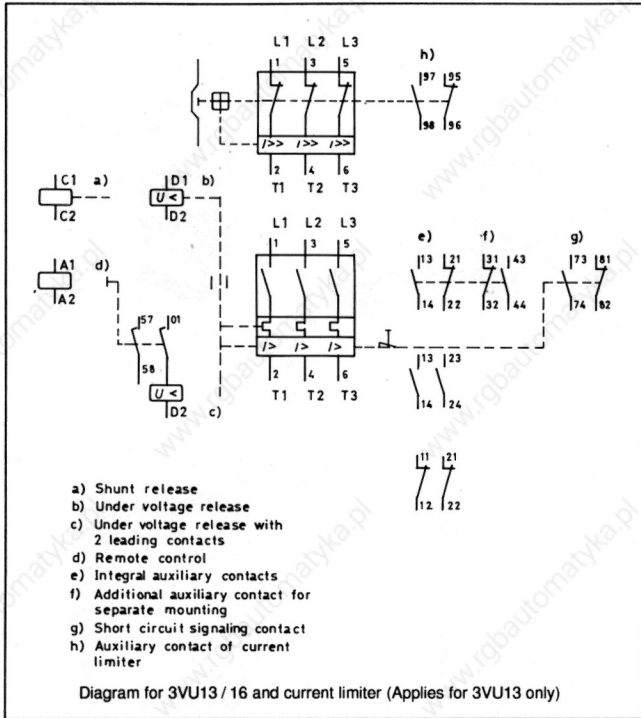 L1 L2 L3
1 3 5
h)
97 95
98 96
I>> I>> I>>
2 4 6
T1 T2 T3
C1 a)
C2
D1 b)
U <
D2
L1 L2 L3
1 3 5
A1 d)
A2
57 01
58
U <
D2
c)
I> I> I>
2 4 6
T1 T2 T3
e) f) g)
13 21 31 43 73 81
14 22 32 44 74 82
13 23
14 24
11 21
12 22
a) Shunt release
b) Under voltage release
c) Under voltage release with
2 leading contacts
d) Remote control
e) Integral auxiliary contacts
f) Additional auxiliary contact for
separate mounting
g) Short circuit signaling contact
h) Auxiliary contact of current
limiter
Diagram for 3VU13 / 16 and current limiter (Applies for 3VU13 only)
www.rgbautomatyka.pl